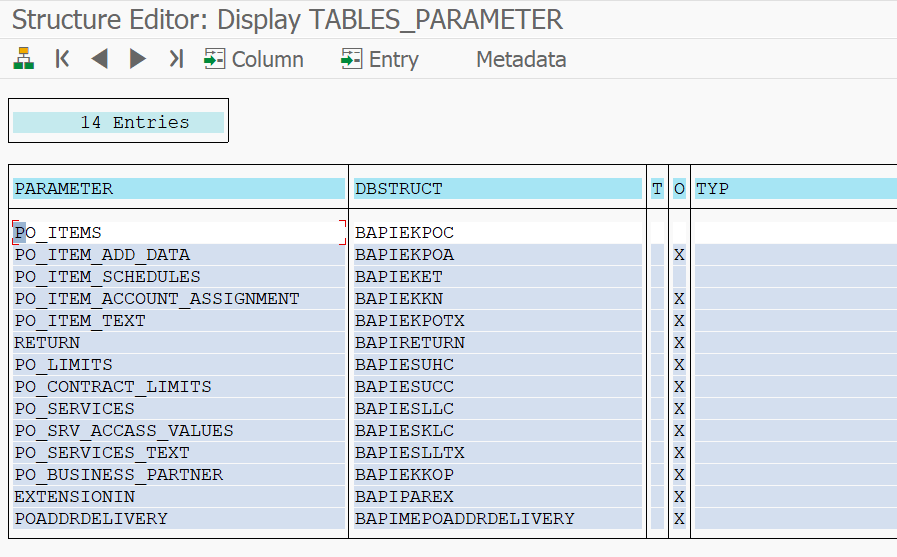 Structure Editor: Display TABLES_PARAMETER
Column Entry Metadata
14 Entries
PARAMETER DBSTRUCT T O TYP
PO_ITEMS BAPIEKPOC
PO_ITEM_ADD_DATA BAPIEKPOA X
PO_ITEM_SCHEDULES BAPIEKET
PO_ITEM_ACCOUNT_ASSIGNMENT BAPIEKKN X
PO_ITEM_TEXT BAPIEKPOTX X
RETURN BAPIRETURN X
PO_LIMITS BAPIESUHC X
PO_CONTRACT_LIMITS BAPIESUCC X
PO_SERVICES BAPIESLLC X
PO_SRV_ACCASS_VALUES BAPIESKLC X
PO_SERVICES_TEXT BAPIESLLTX X
PO_BUSINESS_PARTNER BAPIEKKOP X
EXTENSIONIN BAPIPAREX X
POADDRDELIVERY BAPIMEPOADDRDELIVERY X